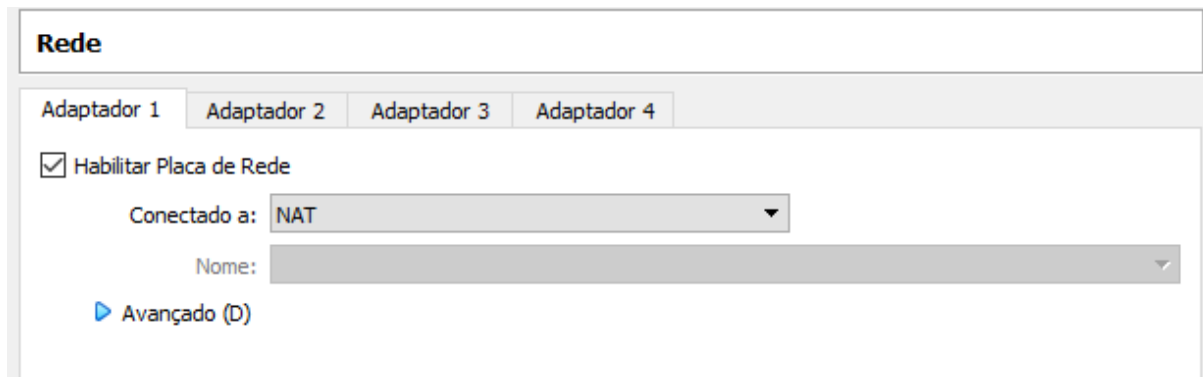 Rede
Adaptador 1 Adaptador 2 Adaptador 3 Adaptador 4
Habilitar Placa de Rede
Conectado a: NAT
Nome:
Avançado (D)